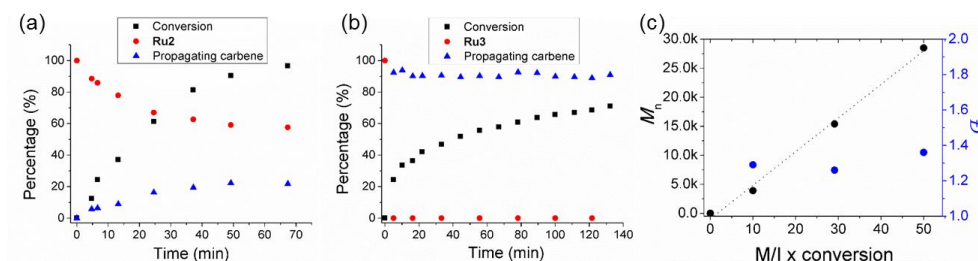 (a)
Conversion
Ru2
Propagating carbene
100
80
60
40
20
0
Percentage (%)
0 10 20 30 40 50 60 70
Time (min)
(b)
Conversion
Ru3
Propagating carbene
100
80
60
40
20
0
Percentage (%)
0 20 40 60 80 100 120 140
Time (min)
(c)
30.0k
25.0k
20.0k
15.0k
10.0k
5.0k
0.0
Mn
2.0
1.8
1.6
1.4
1.2
1.0
Đ
0 10 20 30 40 50
M/I x conversion